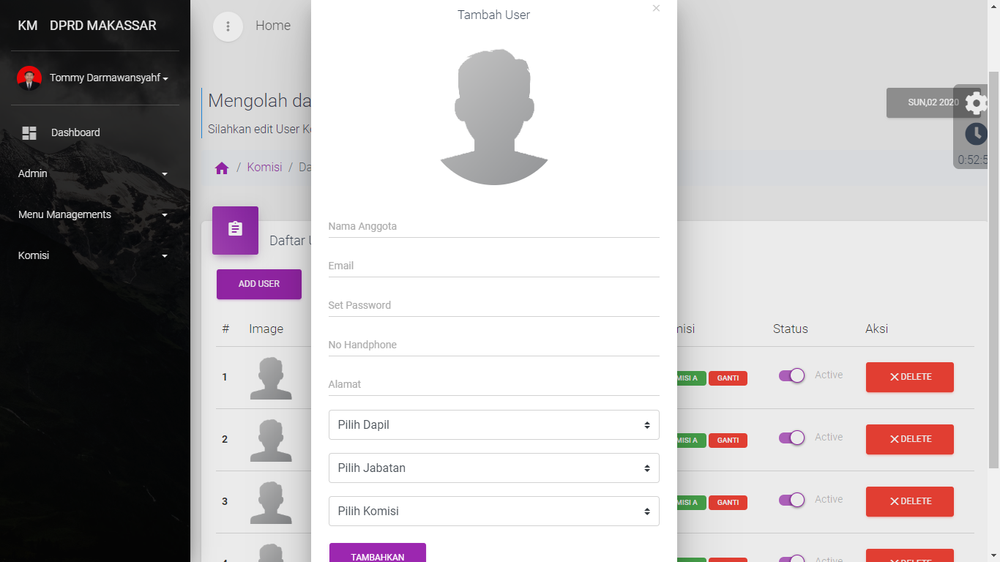 KM DPRD MAKASSAR
Tommy Darmawansyahf
Dashboard
Admin
Menu Managements
Komisi
Home
Mengolah da
Silahkan edit User K
SUN,02 2020
0:52:5
/ Komisi / Da
Daftar U
ADD USER
# Image misi Status Aksi
1 MISI A GANTI Active × DELETE
2 MISI A GANTI Active × DELETE
3 MISI A GANTI Active × DELETE
Active DELETE
Tambah User ×
Nama Anggota
Email
Set Password
No Handphone
Alamat
Pilih Dapil
Pilih Jabatan
Pilih Komisi
TAMBAHKAN